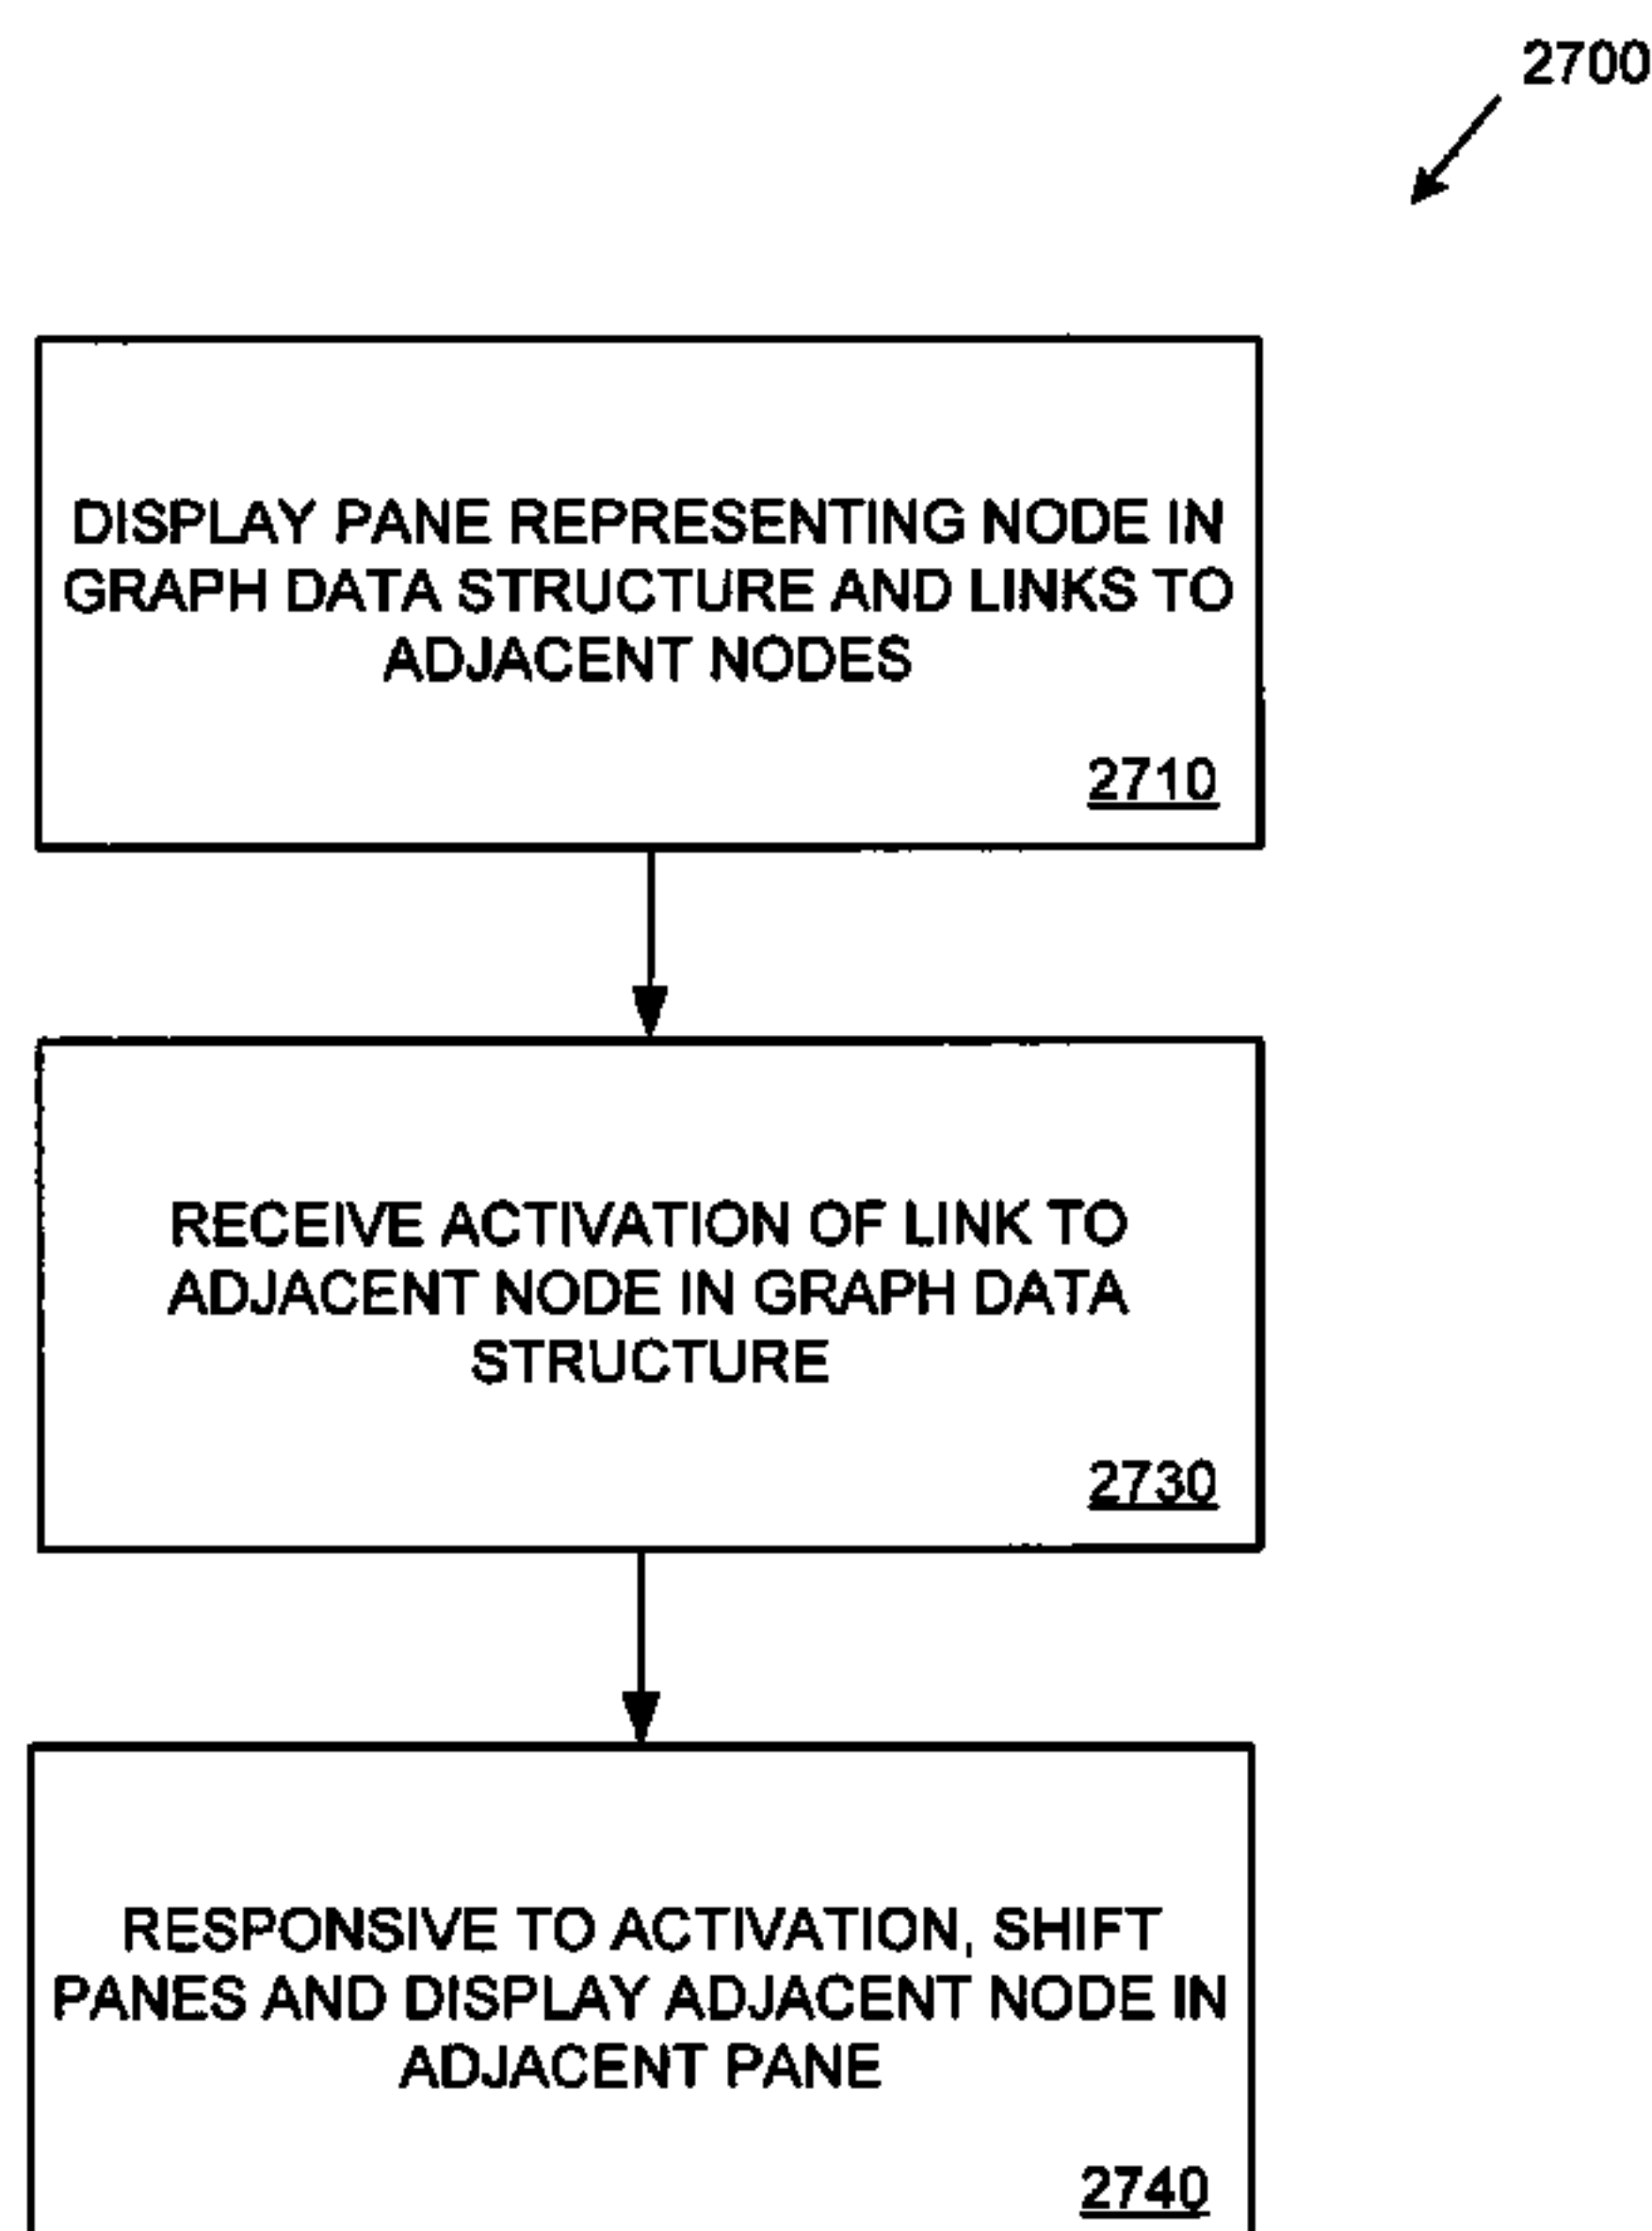 2700
DISPLAY PANE REPRESENTING NODE IN
GRAPH DATA STRUCTURE AND LINKS TO
ADJACENT NODES
2710
RECEIVE ACTIVATION OF LINK TO
ADJACENT NODE IN GRAPH DATA
STRUCTURE
2730
RESPONSIVE TO ACTIVATION, SHIFT
PANES AND DISPLAY ADJACENT NODE IN
ADJACENT PANE
2740